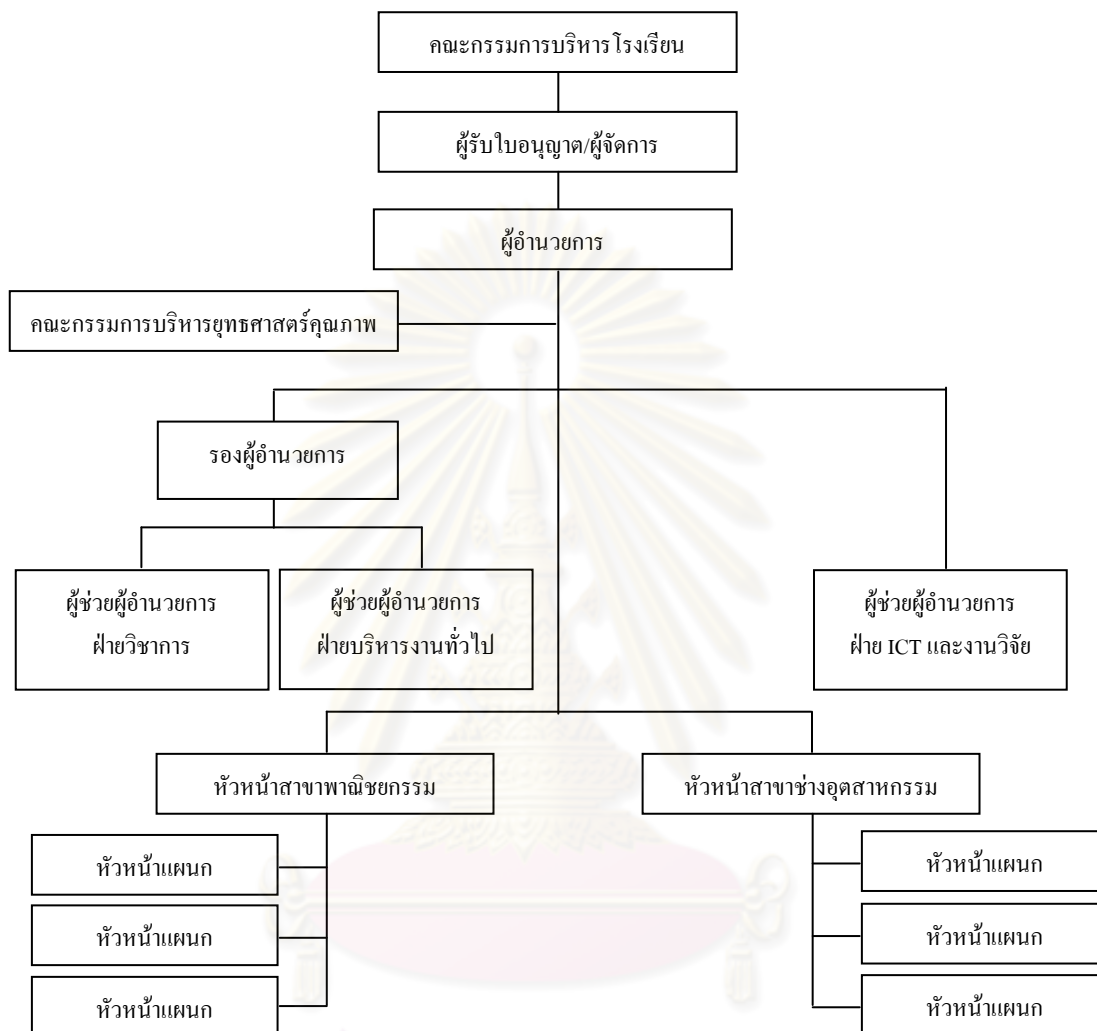 คณะกรรมการบริหารโรงเรียน
ผู้รับใบอนุญาต/ผู้จัดการ
ผู้อำนวยการ
คณะกรรมการบริหารยุทธศาสตร์คุณภาพ
รองผู้อำนวยการ
ผู้ช่วยผู้อำนวยการ
ฝ่ายวิชาการ
ผู้ช่วยผู้อำนวยการ
ฝ่ายบริหารงานทั่วไป
ผู้ช่วยผู้อำนวยการ
ฝ่าย ICT และงานวิจัย
หัวหน้าสาขาพาณิชยกรรม
หัวหน้าสาขาช่างอุตสาหกรรม
หัวหน้าแผนก
หัวหน้าแผนก
หัวหน้าแผนก
หัวหน้าแผนก
หัวหน้าแผนก
หัวหน้าแผนก